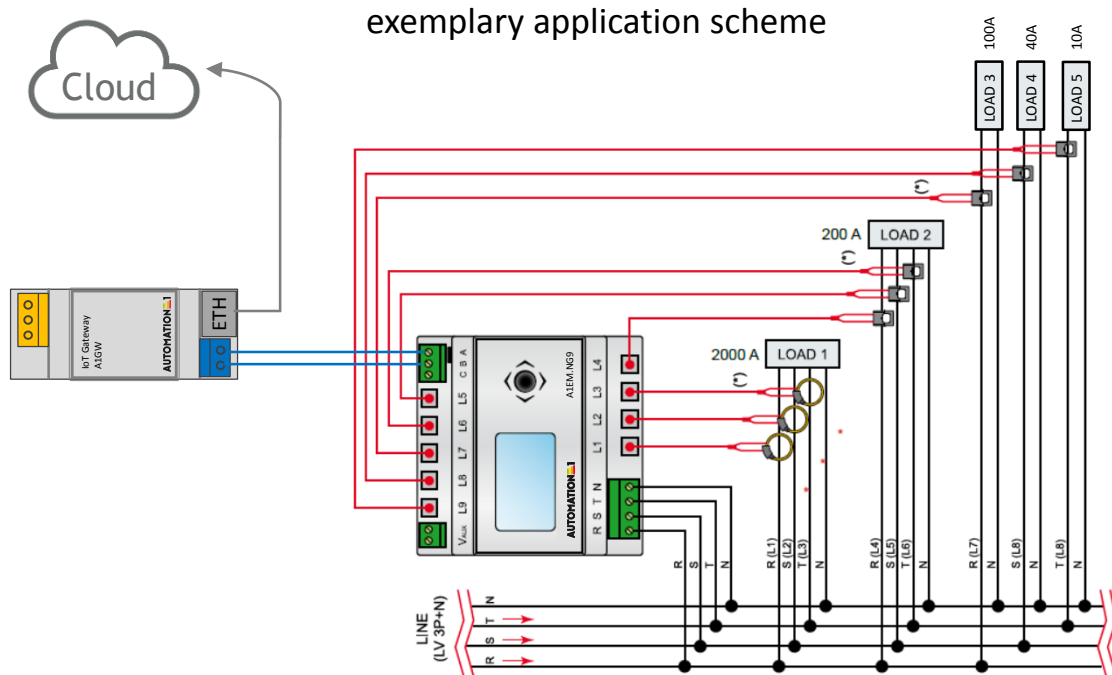 exemplary application scheme
Cloud
100A
40A
10A
LOAD 3
LOAD 4
LOAD 5
(*)
200 A
LOAD 2
(*)
ETH
IoT Gateway
A1GW
AUTOMATION1
2000 A
LOAD 1
(*)
C B A
L5
L6
L7
L8
L9
VAUX
A1EM.NG9
AUTOMATION1
L4
L3
L2
L1
R S T N
R
S
T
N
R (L1)
S (L2)
T (L3)
N
R (L4)
S (L5)
T (L6)
N
R (L7)
N
S (L8)
N
T (L8)
N
LINE
(LV 3P+N)
N
T
S
R